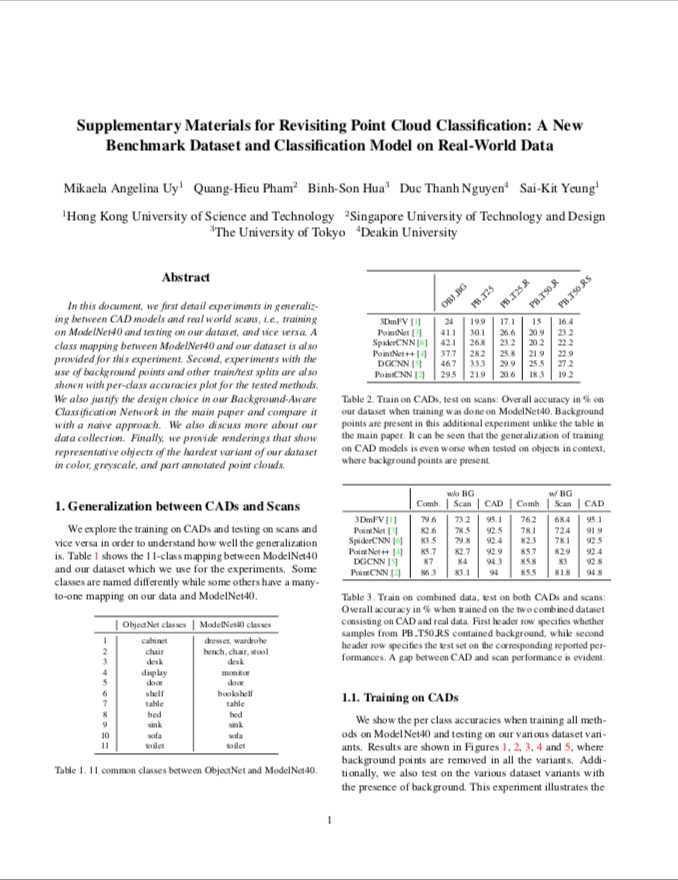 Supplementary Materials for Revisiting Point Cloud Classification: A New
Benchmark Dataset and Classification Model on Real-World Data
Mikaela Angelina Uy1 Quang-Hieu Pham2 Binh-Son Hua3 Duc Thanh Nguyen4 Sai-Kit Yeung1
1Hong Kong University of Science and Technology 2Singapore University of Technology and Design
3The University of Tokyo 4Deakin University
Abstract
In this document, we first detail experiments in generaliz-
ing between CAD models and real world scans, i.e., training
on ModelNet40 and testing on our dataset, and vice versa. A
class mapping between ModelNet40 and our dataset is also
provided for this experiment. Second, experiments with the
use of background points and other train/test splits are also
shown with per-class accuracies plot for the tested methods.
We also justify the design choice in our Background-Aware
Classification Network in the main paper and compare it
with a naive approach. We also discuss more about our
data collection. Finally, we provide renderings that show
representative objects of the hardest variant of our dataset
in color, greyscale, and part annotated point clouds.
1. Generalization between CADs and Scans
We explore the training on CADs and testing on scans and
vice versa in order to understand how well the generalization
is. Table 1 shows the 11-class mapping between ModelNet40
and our dataset which we use for the experiments. Some
classes are named differently while some others have a many-
to-one mapping on our data and ModelNet40.
ObjectNet classes ModelNet40 classes
1 cabinet dresser, wardrobe
2 chair bench, chair, stool
3 desk desk
4 display monitor
5 door door
6 shelf bookshelf
7 table table
8 bed bed
9 sink sink
10 sofa sofa
11 toilet toilet
Table 1. 11 common classes between ObjectNet and ModelNet40.
OBJ_BG PB_T25 PB_T25_R PB_T50_R PB_T50_RS
3DmFV [1] 24 19.9 17.1 15 16.4
PointNet [3] 41.1 30.1 26.6 20.9 23.2
SpiderCNN [6] 42.1 26.8 23.2 20.2 22.2
PointNet++ [4] 37.7 28.2 25.8 21.9 22.9
DGCNN [5] 46.7 33.3 29.9 25.5 27.2
PointCNN [2] 29.5 21.9 20.6 18.3 19.2
Table 2. Train on CADs, test on scans: Overall accuracy in % on
our dataset when training was done on ModelNet40. Background
points are present in this additional experiment unlike the table in
the main paper. It can be seen that the generalization of training
on CAD models is even worse when tested on objects in context,
where background points are present.
w/o BG w/ BG
Comb. Scan CAD Comb. Scan CAD
3DmFV [1] 79.6 73.2 95.1 76.2 68.4 95.1
PointNet [3] 82.6 78.5 92.5 78.1 72.4 91.9
SpiderCNN [6] 83.5 79.8 92.4 82.3 78.1 92.5
PointNet++ [4] 85.7 82.7 92.9 85.7 82.9 92.4
DGCNN [5] 87 84 94.3 85.8 83 92.8
PointCNN [2] 86.3 83.1 94 85.5 81.8 94.8
Table 3. Train on combined data, test on both CADs and scans:
Overall accuracy in % when trained on the two combined dataset
consisting on CAD and real data. First header row specifies whether
samples from PB_T50_RS contained background, while second
header row specifies the test set on the corresponding reported per-
formances. A gap between CAD and scan performance is evident.
1.1. Training on CADs
We show the per class accuracies when training all meth-
ods on ModelNet40 and testing on our various dataset vari-
ants. Results are shown in Figures 1, 2, 3, 4 and 5, where
background points are removed in all the variants. Addi-
tionally, we also test on the various dataset variants with
the presence of background. This experiment illustrates the
1